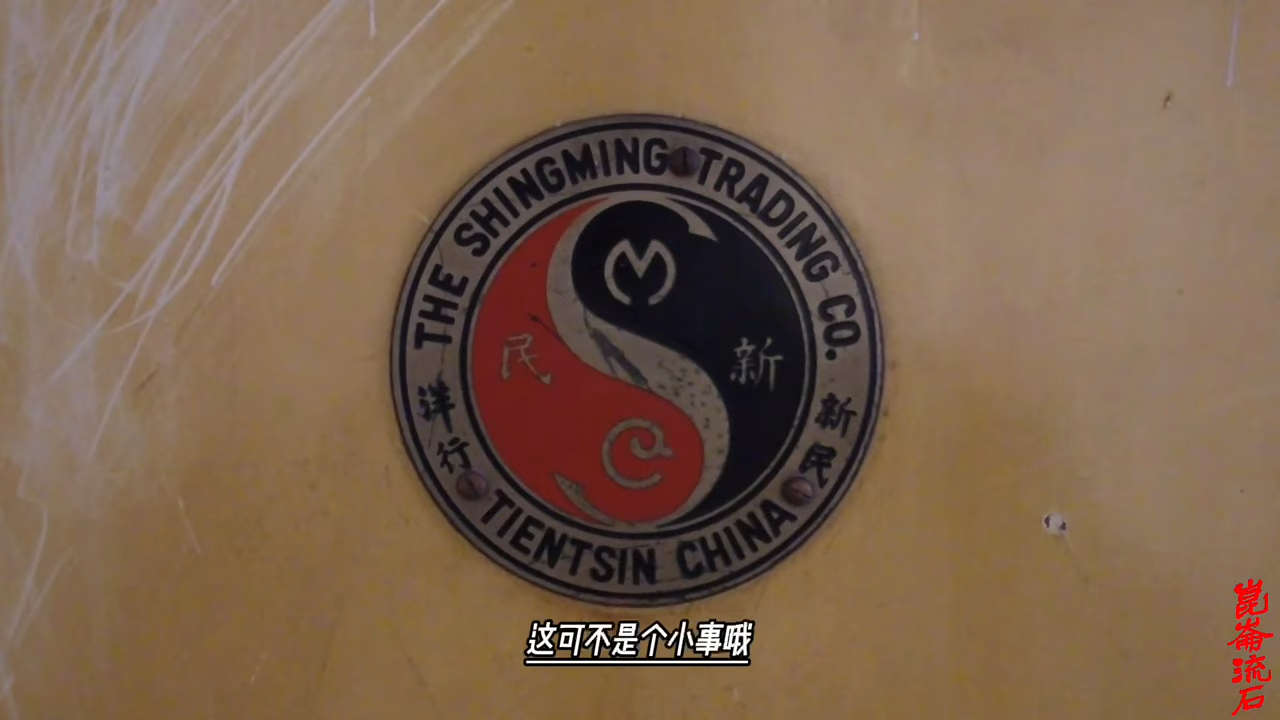 THE SHINGMING TRADING CO.
新民洋行
TIENTSIN CHINA
M
民
新
这可不是个小事哦
崑崙流石